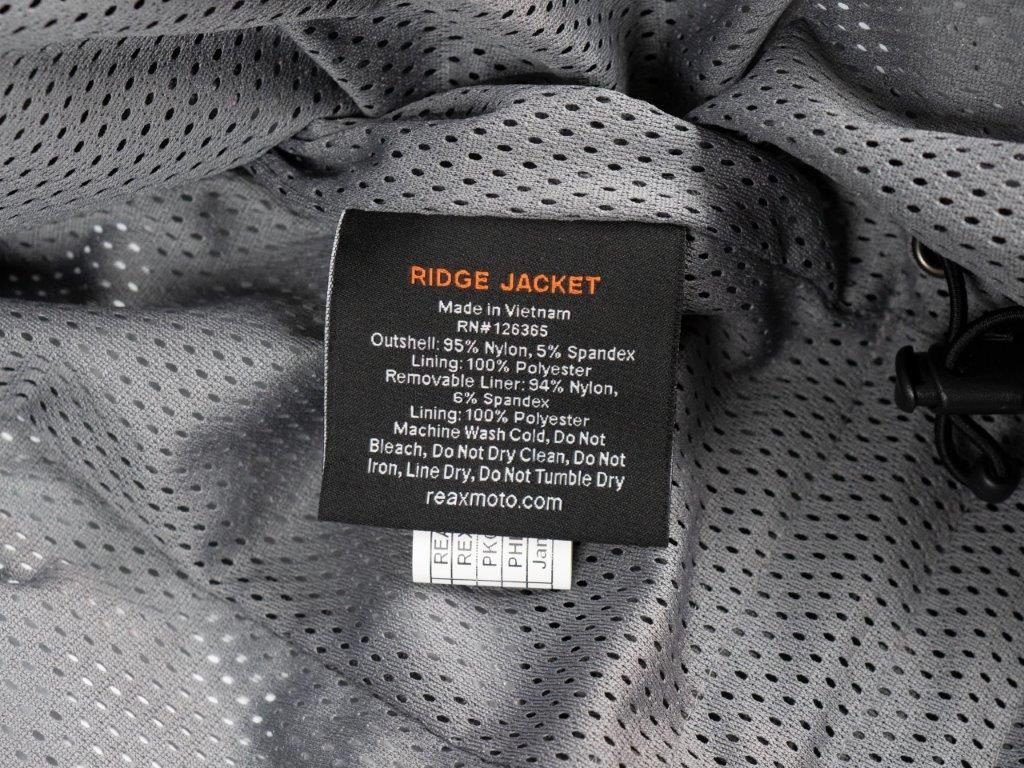 RIDGE JACKET
Made in Vietnam
RN#126365
Outshell: 95% Nylon, 5% Spandex
Lining: 100% Polyester
Removable Liner: 94% Nylon,
6% Spandex
Lining: 100% Polyester
Machine Wash Cold, Do Not
Bleach, Do Not Dry Clean, Do Not
Iron, Line Dry, Do Not Tumble Dry
reaxmoto.com